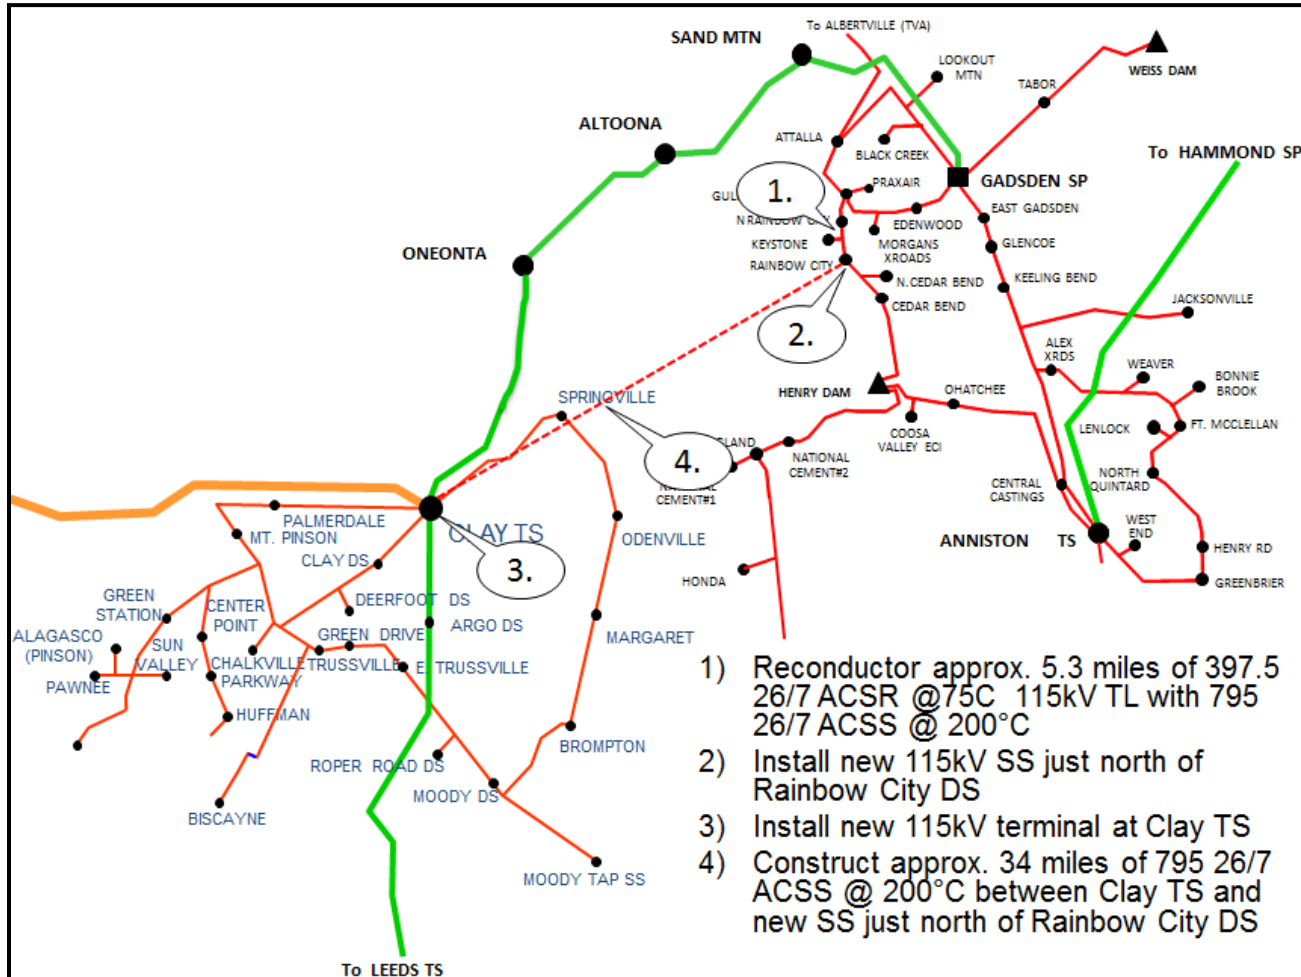 To ALBERTVILLE (TVA)
SAND MTN
LOOKOUT
MTN
WEISS DAM
TABOR
ALTOONA
ATTALLA
BLACK CREEK
To HAMMOND SP
1.
PRAXAIR
GADSDEN SP
EAST GADSDEN
EDENWOOD
N RAINBOW
KEYSTONE
MORGANS
XROADS
GLENCOE
ONEONTA
RAINBOW CITY
N.CEDAR BEND
KEELING BEND
CEDAR BEND
JACKSONVILLE
2.
ALEX
XRDS
WEAVER
BONNIE
BROOK
HENRY DAM
OHATCHEE
SPRINGVILLE
COOSA
VALLEY ECI
LENLOCK
FT. MCCLELLAN
4.
NATIONAL
CEMENT#2
CEMENT#1
NORTH
QUINTARD
CENTRAL
CASTINGS
PALMERDALE
MT. PINSON
CLAY TS
ODENVILLE
ANNISTON TS
WEST
END
HENRY RD
CLAY DS
3.
HONDA
GREENBRIER
GREEN
STATION
CENTER
POINT
DEERFOOT DS
ARGO DS
ALAGASCO
(PINSON)
SUN
VALLEY
GREEN DRIVE
MARGARET
PAWNEE
CHALKVILLE
PARKWAY
TRUSSVILLE
E. TRUSSVILLE
HUFFMAN
BROMPTON
ROPER ROAD DS
MOODY DS
BISCAYNE
MOODY TAP SS
To LEEDS TS
1) Reconductor approx. 5.3 miles of 397.5
26/7 ACSR @75C 115kV TL with 795
26/7 ACSS @ 200°C
2) Install new 115kV SS just north of
Rainbow City DS
3) Install new 115kV terminal at Clay TS
4) Construct approx. 34 miles of 795 26/7
ACSS @ 200°C between Clay TS and
new SS just north of Rainbow City DS